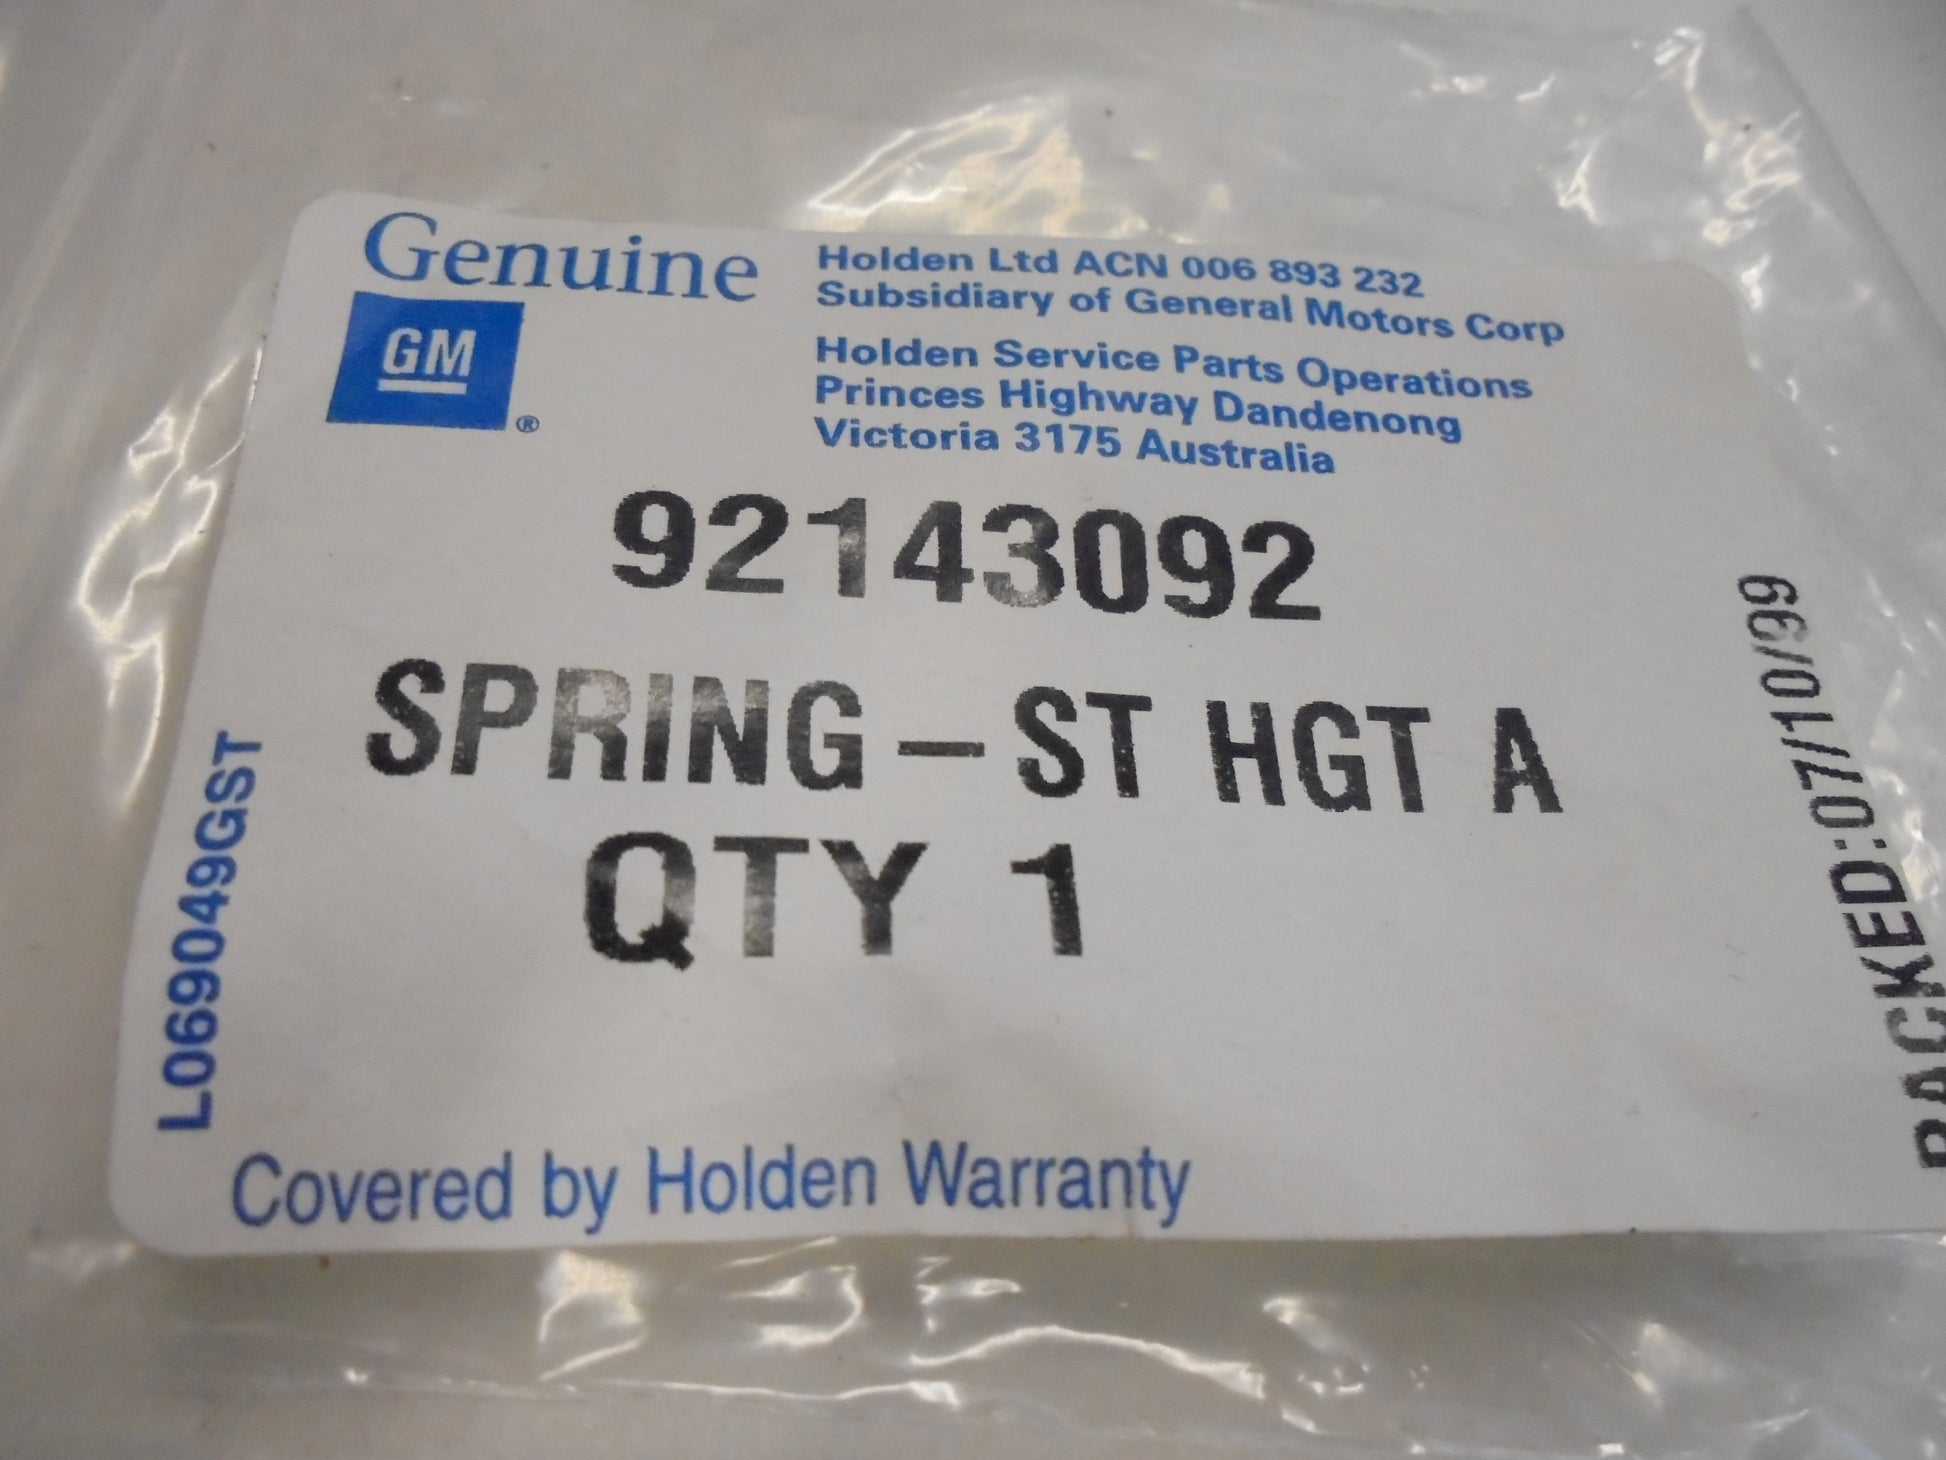 Genuine
GM
®
Holden Ltd ACN 006 893 232
Subsidiary of General Motors Corp
Holden Service Parts Operations
Princes Highway Dandenong
Victoria 3175 Australia
92143092
SPRING-ST HGT A
QTY 1
L069049GST
PACKED:07/10/99
Covered by Holden Warranty